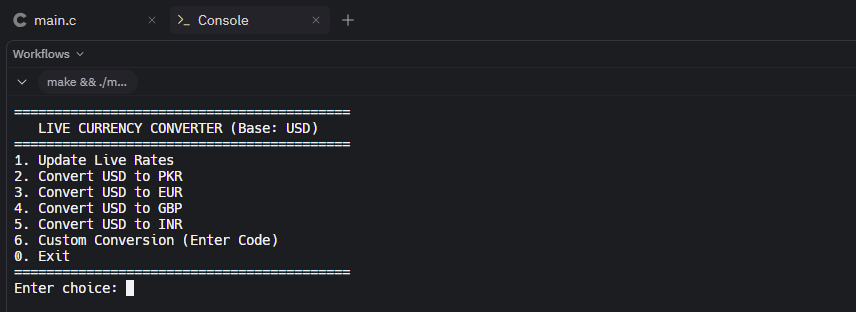 main.c
Console
Workflows
make && ./m...
==========================================
LIVE CURRENCY CONVERTER (Base: USD)
==========================================
1. Update Live Rates
2. Convert USD to PKR
3. Convert USD to EUR
4. Convert USD to GBP
5. Convert USD to INR
6. Custom Conversion (Enter Code)
0. Exit
==========================================
Enter choice: